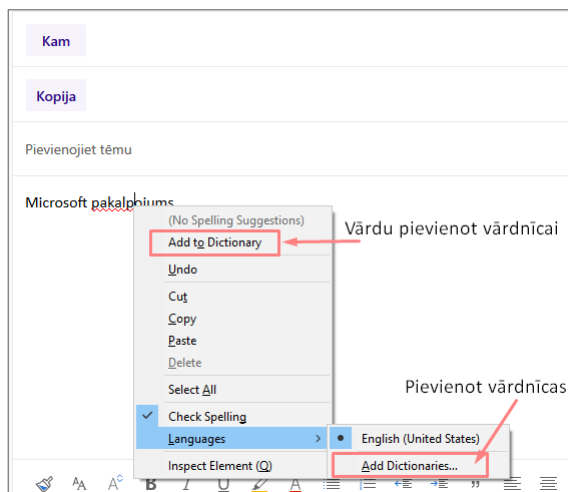 Kam
Kopija
Pievienojiet tēmu
Microsoft pakalpojums
(No Spelling Suggestions)
Add to Dictionary
Vārdu pievienot vārdnīcai
Undo
Cut
Copy
Paste
Delete
Select All
Pievienot vārdnīcas
Check Spelling
Languages
English (United States)
Inspect Element (Q)
Add Dictionaries...